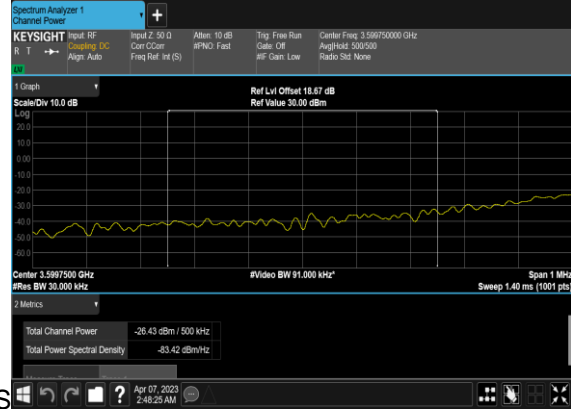 Spectrum Analyzer 1
Channel Power
+
KEYSIGHT
R T
LM
Input: RF
Coupling: DC
Align: Auto
Input Z: 50 Ω
Corr CCorr
Freq Ref: Int (S)
Atten: 10 dB
#PNO: Fast
Trig: Free Run
Gate: Off
#IF Gain: Low
Center Freq: 3.599750000 GHz
Avg|Hold: 500/500
Radio Std: None
1 Graph
Scale/Div 10.0 dB
Ref Lvl Offset 18.67 dB
Ref Value 30.00 dBm
Log
20.0
10.0
0.00
-10.0
-20.0
-30.0
-40.0
-50.0
-60.0
Center 3.5997500 GHz
#Res BW 30.000 kHz
#Video BW 91.000 kHz*
Span 1 MHz
Sweep 1.40 ms (1001 pts)
2 Metrics
Total Channel Power -26.43 dBm / 500 kHz
Total Power Spectral Density -83.42 dBm/Hz
S
?
Apr 07, 2023
2:48:25 AM